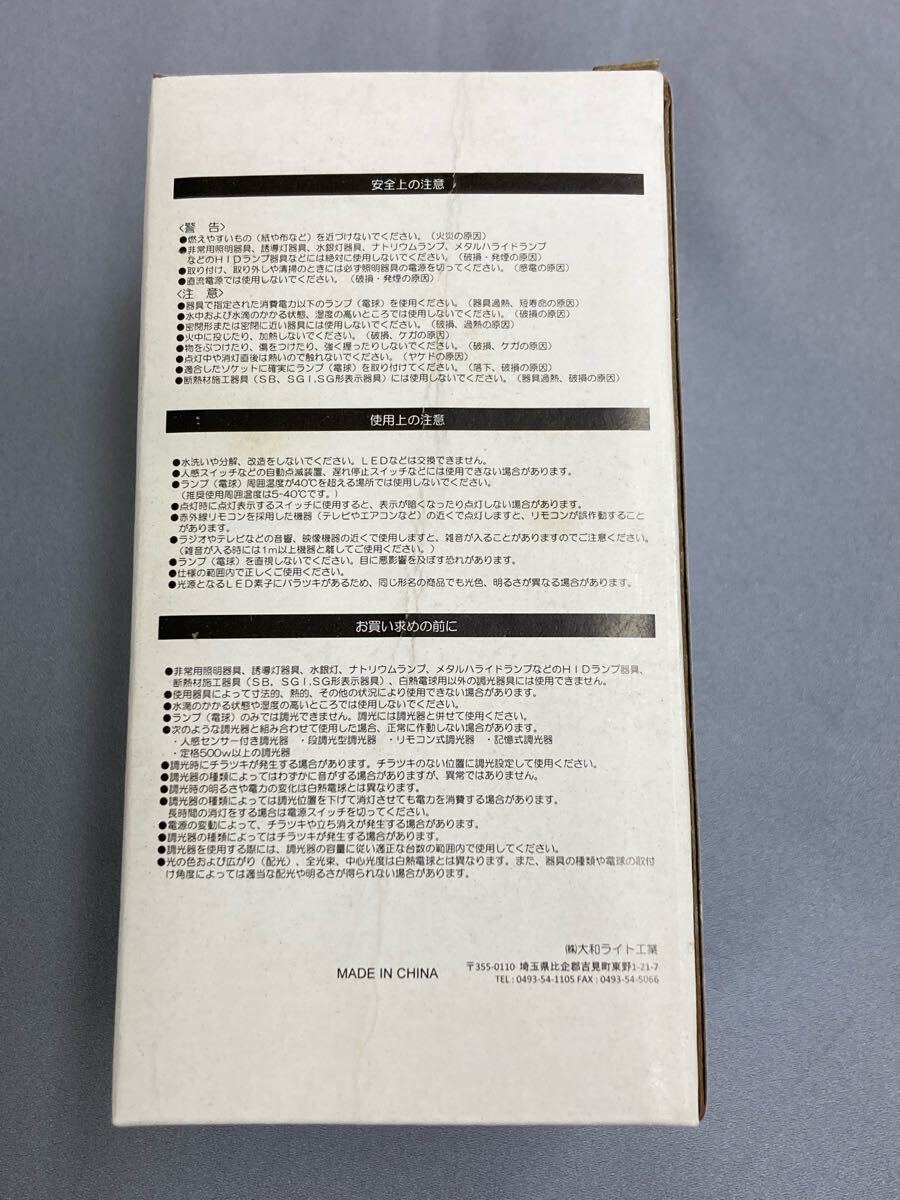 安全上の注意
〈警　告〉
●燃えやすいもの（紙や布など）を近づけないでください。（火災の原因）
●非常用照明器具、誘導灯器具、水銀灯器具、ナトリウムランプ、メタルハライドランプ
などのＨＩＤランプ器具などには絶対に使用しないでください。（破損・発煙の原因）
●取り付け、取り外しや清掃のときには必ず照明器具の電源を切ってください。（感電の原因）
●直流電源では使用しないでください。（破損・発煙の原因）
〈注　意〉
●器具で指定された消費電力以下のランプ（電球）を使用ください。（器具過熱、短寿命の原因）
●水中および水滴のかかる状態、湿度の高いところでは使用しないでください。（破損の原因）
●密閉形または密閉に近い器具には使用しないでください。（破損、過熱の原因）
●火中に投じたり、加熱しないでください。（破損、ケガの原因）
●物をぶつけたり、傷をつけたり、強く握ったりしないでください。（破損、ケガの原因）
●点灯中や消灯直後は熱いので触れないでください。（ヤケドの原因）
●適合したソケットに確実にランプ（電球）を取り付けてください。（落下、破損の原因）
●断熱材施工器具（ＳＢ、ＳＧＩ,ＳＧ形表示器具）には使用しないでください。（器具過熱、破損の原因）
使用上の注意
●水洗いや分解、改造をしないでください。ＬＥＤなどは交換できません。
●人感スイッチなどの自動点滅装置、遅れ停止スイッチなどには使用できない場合があります。
●ランプ（電球）周囲温度が40℃を超える場所では使用しないでください。
（推奨使用周囲温度は5-40℃です。）
●点灯時に点灯表示するスイッチに使用すると、表示が暗くなったり点灯しない場合があります。
●赤外線リモコンを採用した機器（テレビやエアコンなど）の近くで点灯しますと、リモコンが誤作動すること
があります。
●ラジオやテレビなどの音響、映像機器の近くで使用しますと、雑音が入ることがありますのでご注意ください。
（雑音が入る時には1m以上機器と離してご使用ください。）
●ランプ（電球）を直視しないでください。目に悪影響を及ぼす恐れがあります。
●仕様の範囲内で正しくご使用ください。
●光源となるＬＥＤ素子にバラツキがあるため、同じ形名の商品でも光色、明るさが異なる場合があります。
お買い求めの前に
●非常用照明器具、誘導灯器具、水銀灯、ナトリウムランプ、メタルハライドランプなどのＨＩＤランプ器具、
断熱材施工器具（ＳＢ，ＳＧＩ,ＳＧ形表示器具）、白熱電球用以外の調光器具には使用できません。
●使用器具によって寸法的、熱的、その他の状況により使用できない場合があります。
●水滴のかかる状態や湿度の高いところでは使用しないでください。
●ランプ（電球）のみでは調光できません。調光には調光器と併せて使用ください。
●次のような調光器と組み合わせて使用した場合、正常に作動しない場合があります。
・人感センサー付き調光器　・段調光型調光器　・リモコン式調光器　・記憶式調光器
・定格500w以上の調光器
●調光時にチラツキが発生する場合があります。チラツキのない位置に調光設定して使用ください。
●調光器の種類によってはわずかに音がする場合がありますが、異常ではありません。
●調光時の明るさや電力の変化は白熱電球とは異なります。
●調光器の種類によっては調光位置を下げて消灯させても電力を消費する場合があります。
長時間の消灯をする場合は電源スイッチを切ってください。
●電源の変動によって、チラツキや立ち消えが発生する場合があります。
●調光器の種類によってはチラツキが発生する場合があります。
●調光器を使用する際には、調光器の容量に従い適正な台数の範囲内で使用してください。
●光の色および広がり（配光）、全光束、中心光度は白熱電球とは異なります。また、器具の種類や電球の取付
け角度によっては適当な配光や明るさが得られない場合があります。
㈱大和ライト工業
MADE IN CHINA
〒355-0110 埼玉県比企郡吉見町東野1-21-7
TEL : 0493-54-1105 FAX : 0493-54-5066